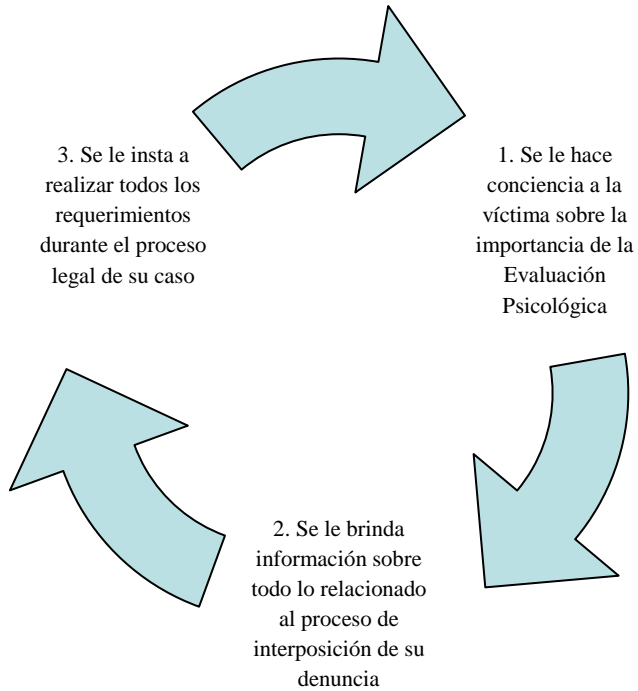 1. Se le hace
conciencia a la
víctima sobre la
importancia de la
Evaluación
Psicológica
2. Se le brinda
información sobre
todo lo relacionado
al proceso de
interposición de su
denuncia
3. Se le insta a
realizar todos los
requerimientos
durante el proceso
legal de su caso